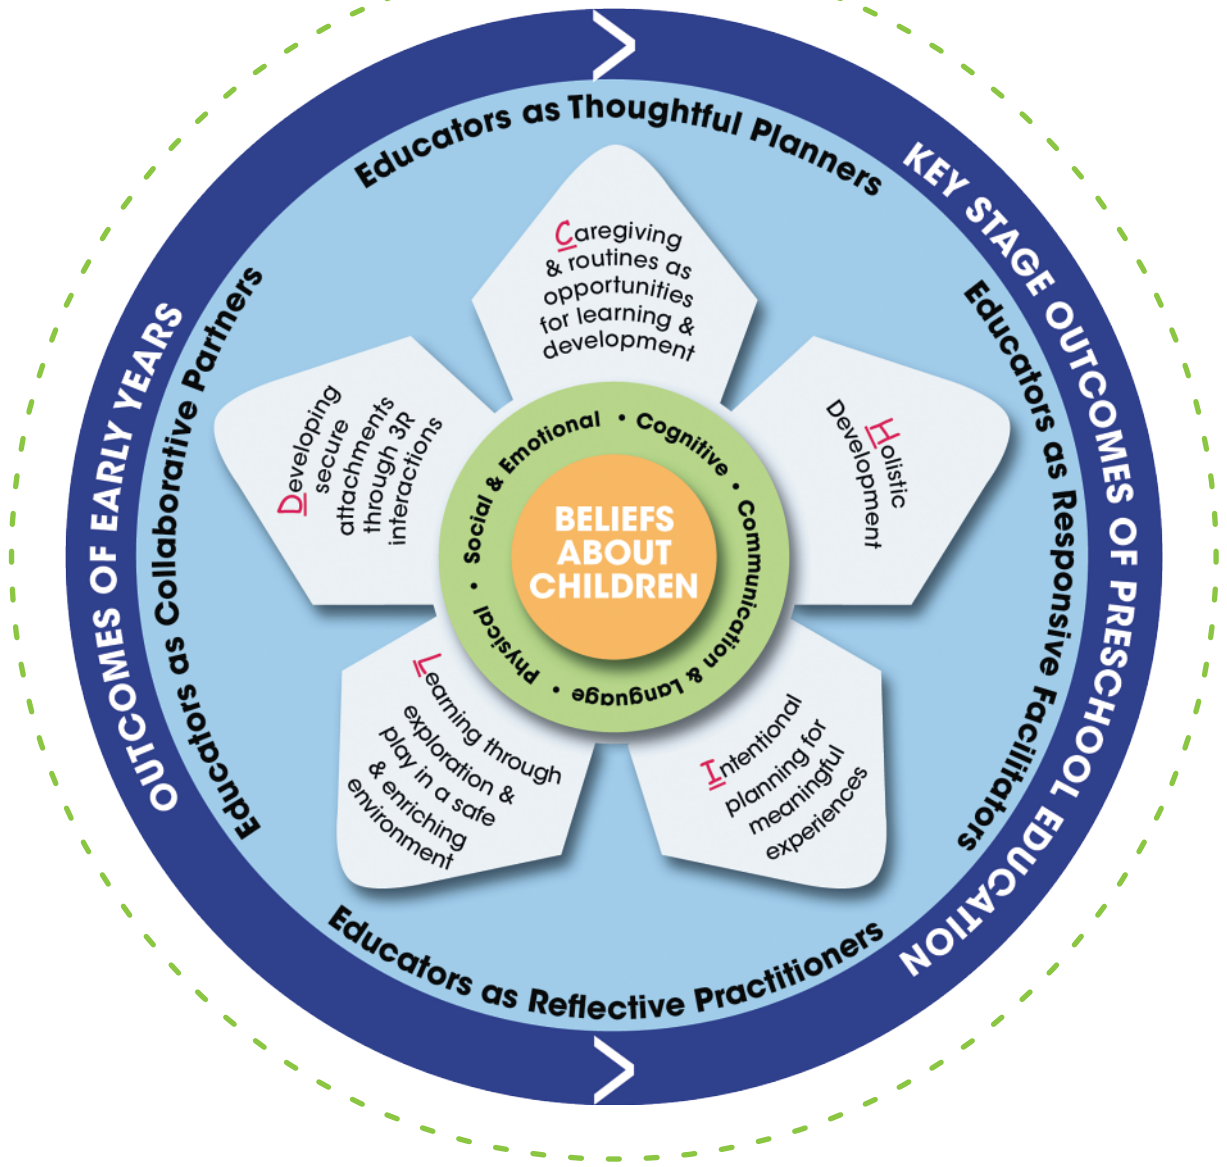 OUTCOMES OF EARLY YEARS
KEY STAGE OUTCOMES OF PRESCHOOL EDUCATION
Educators as Thoughtful Planners
Educators as Responsive Facilitators
Educators as Reflective Practitioners
Educators as Collaborative Partners
Caregiving
& routines as
opportunities
for learning &
development
Holistic
Development
Intentional
planning for
meaningful
experiences
Learning through
exploration &
play in a safe
& enriching
environment
Developing
secure
attachments
through 3R
interactions
Social & Emotional • Cognitive • Communication & Language • Physical •
BELIEFS
ABOUT
CHILDREN